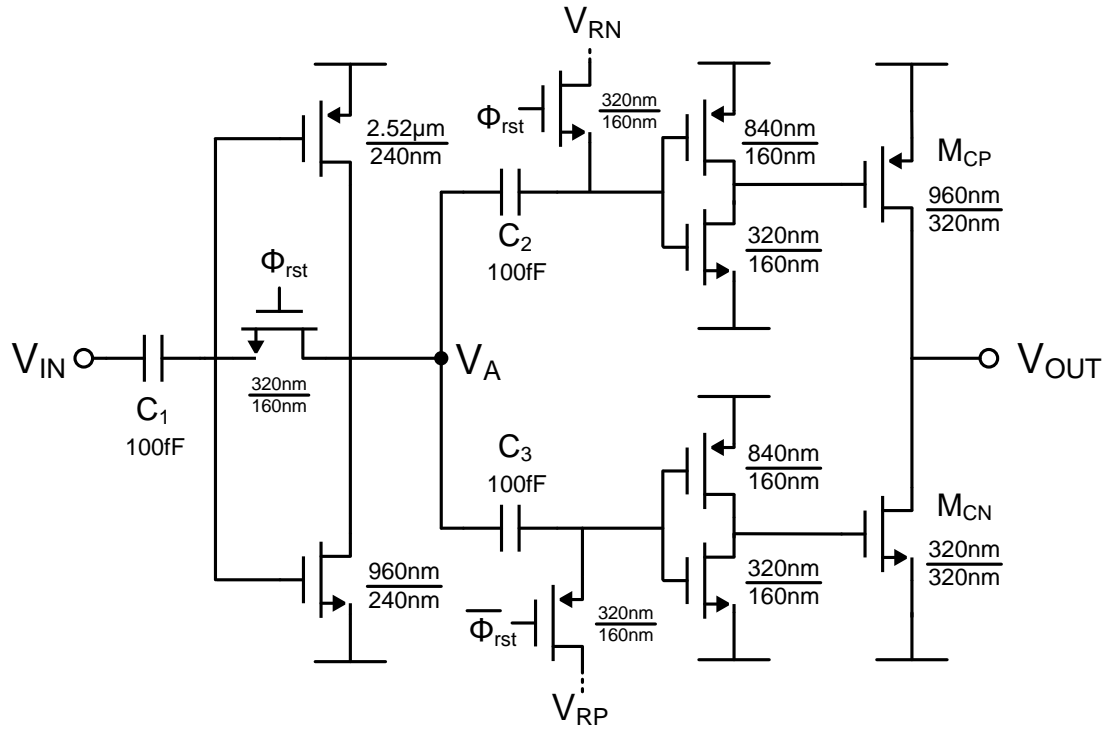 V_RN
Φ_rst
320nm
160nm
2.52µm
240nm
840nm
160nm
M_CP
960nm
320nm
C_2
100fF
320nm
160nm
Φ_rst
V_IN
C_1
100fF
320nm
160nm
V_A
V_OUT
C_3
100fF
840nm
160nm
M_CN
320nm
320nm
960nm
240nm
320nm
160nm
Φ̅_rst
320nm
160nm
V_RP